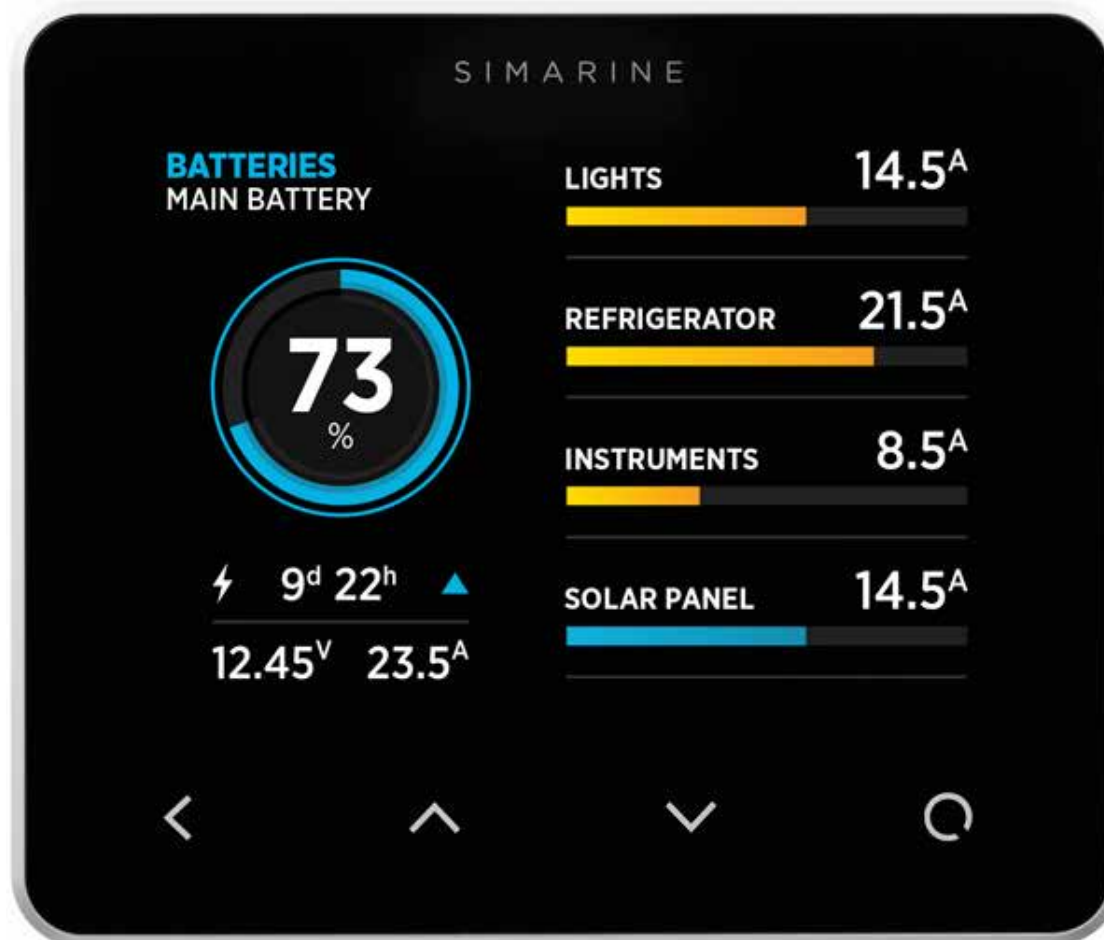 SIMARINE
BATTERIES
MAIN BATTERY
73
%
9d 22h
12.45V 23.5A
LIGHTS 14.5A
REFRIGERATOR 21.5A
INSTRUMENTS 8.5A
SOLAR PANEL 14.5A